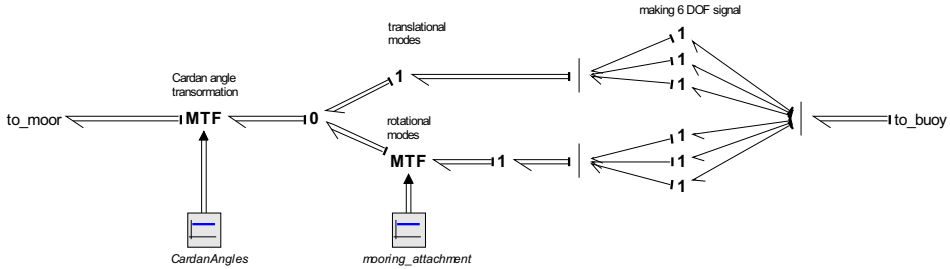 making 6 DOF signal
translational
modes
1
1
1
1
Cardan angle
transormation
to_moor
MTF
0
to_buoy
rotational
modes
MTF
1
1
1
1
CardanAngles
mooring_attachment